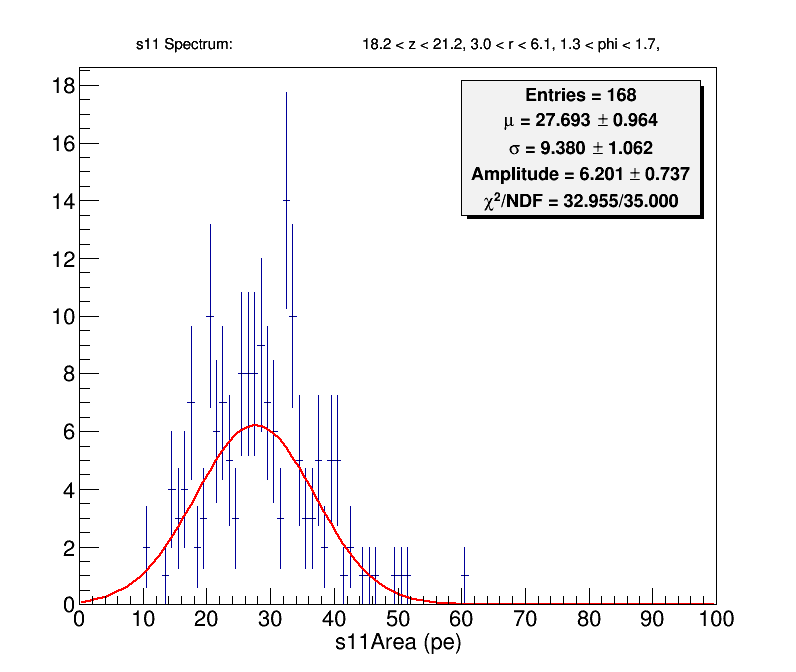 s11 Spectrum: 18.2 < z < 21.2, 3.0 < r < 6.1, 1.3 < phi < 1.7,
Entries = 168
μ = 27.693 ± 0.964
σ = 9.380 ± 1.062
Amplitude = 6.201 ± 0.737
χ²/NDF = 32.955/35.000
18
16
14
12
10
8
6
4
2
0
0 10 20 30 40 50 60 70 80 90 100
s11Area (pe)